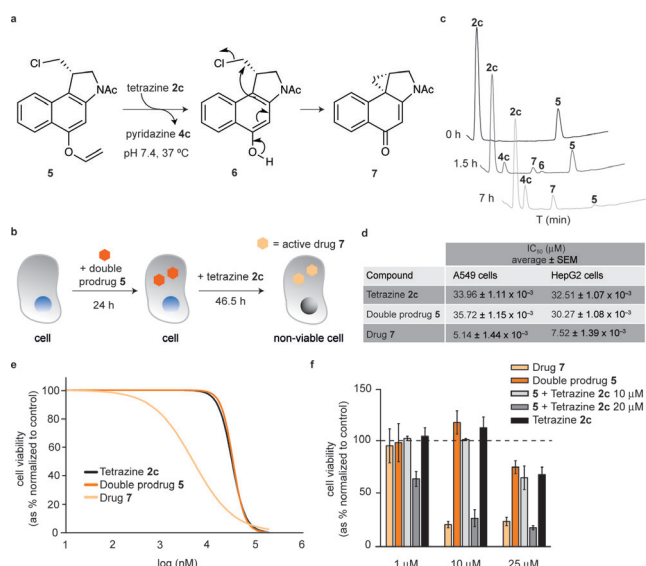 a
Cl
NAc
O
5
tetrazine 2c
pyridazine 4c
pH 7.4, 37 ºC
Cl
NAc
O
H
6
NAc
O
7
c
2c
2c
2c
5
0 h
4c
7
6
5
1.5 h
4c
7
5
7 h
T (min)
b
= active drug 7
+ double
prodrug 5
24 h
+ tetrazine 2c
46.5 h
cell
cell
non-viable cell
d
IC50 (μM)
average ± SEM
Compound A549 cells HepG2 cells
Tetrazine 2c 33.96 ± 1.11 x 10⁻³ 32.51 ± 1.07 x 10⁻³
Double prodrug 5 35.72 ± 1.15 x 10⁻³ 30.27 ± 1.08 x 10⁻³
Drug 7 5.14 ± 1.44 x 10⁻³ 7.52 ± 1.39 x 10⁻³
e
cell viability
(as % normalized to control)
100
80
60
40
20
0
Tetrazine 2c
Double prodrug 5
Drug 7
1 2 3 4 5 6
log (nM)
f
Drug 7
Double prodrug 5
5 + Tetrazine 2c 10 μM
5 + Tetrazine 2c 20 μM
Tetrazine 2c
cell viability
(as % normalized to control)
150
100
50
0
1 μM 10 μM 25 μM